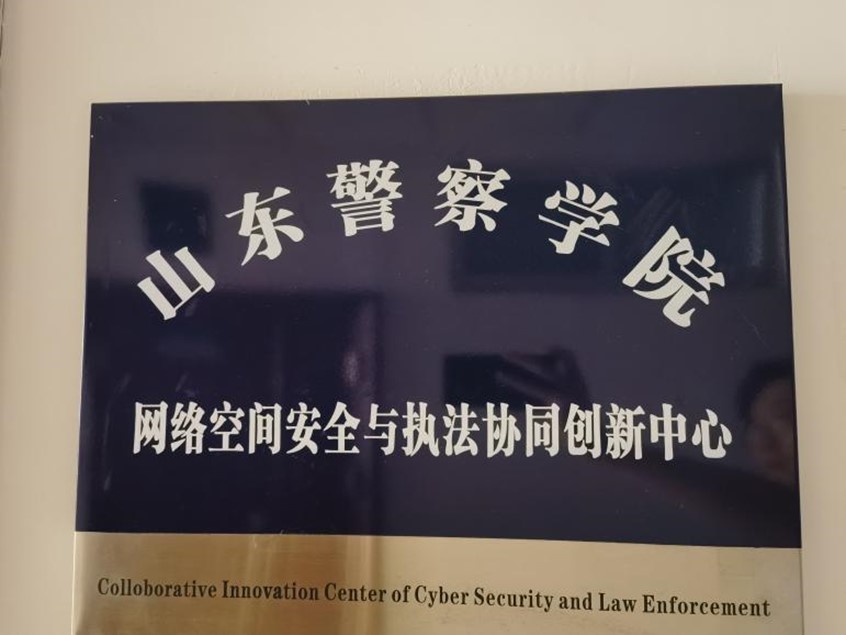 山东警察学院
网络空间安全与执法协同创新中心
Colloborative Innovation Center of Cyber Security and Law Enforcement